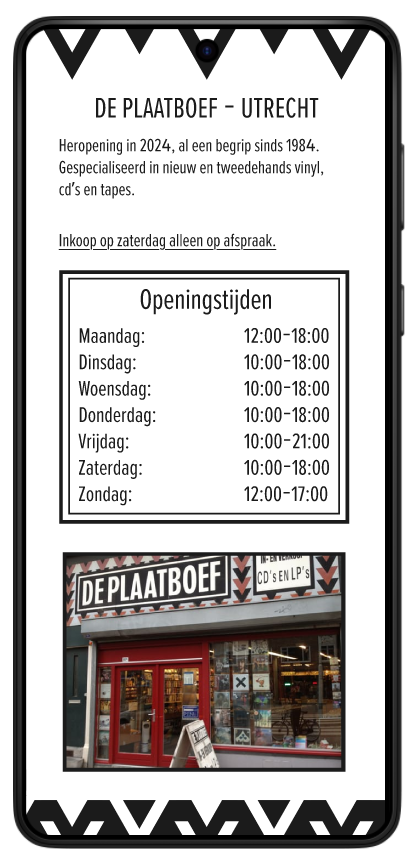 DE PLAATBOEF – UTRECHT
Heropening in 2024, al een begrip sinds 1984.
Gespecialiseerd in nieuw en tweedehands vinyl,
cd's en tapes.
Inkoop op zaterdag alleen op afspraak.
Openingstijden
Maandag: 12:00–18:00
Dinsdag: 10:00–18:00
Woensdag: 10:00–18:00
Donderdag: 10:00–18:00
Vrijdag: 10:00–21:00
Zaterdag: 10:00–18:00
Zondag: 12:00–17:00
DE PLAATBOEF
IN- EN VERKOOP
CD's EN LP's